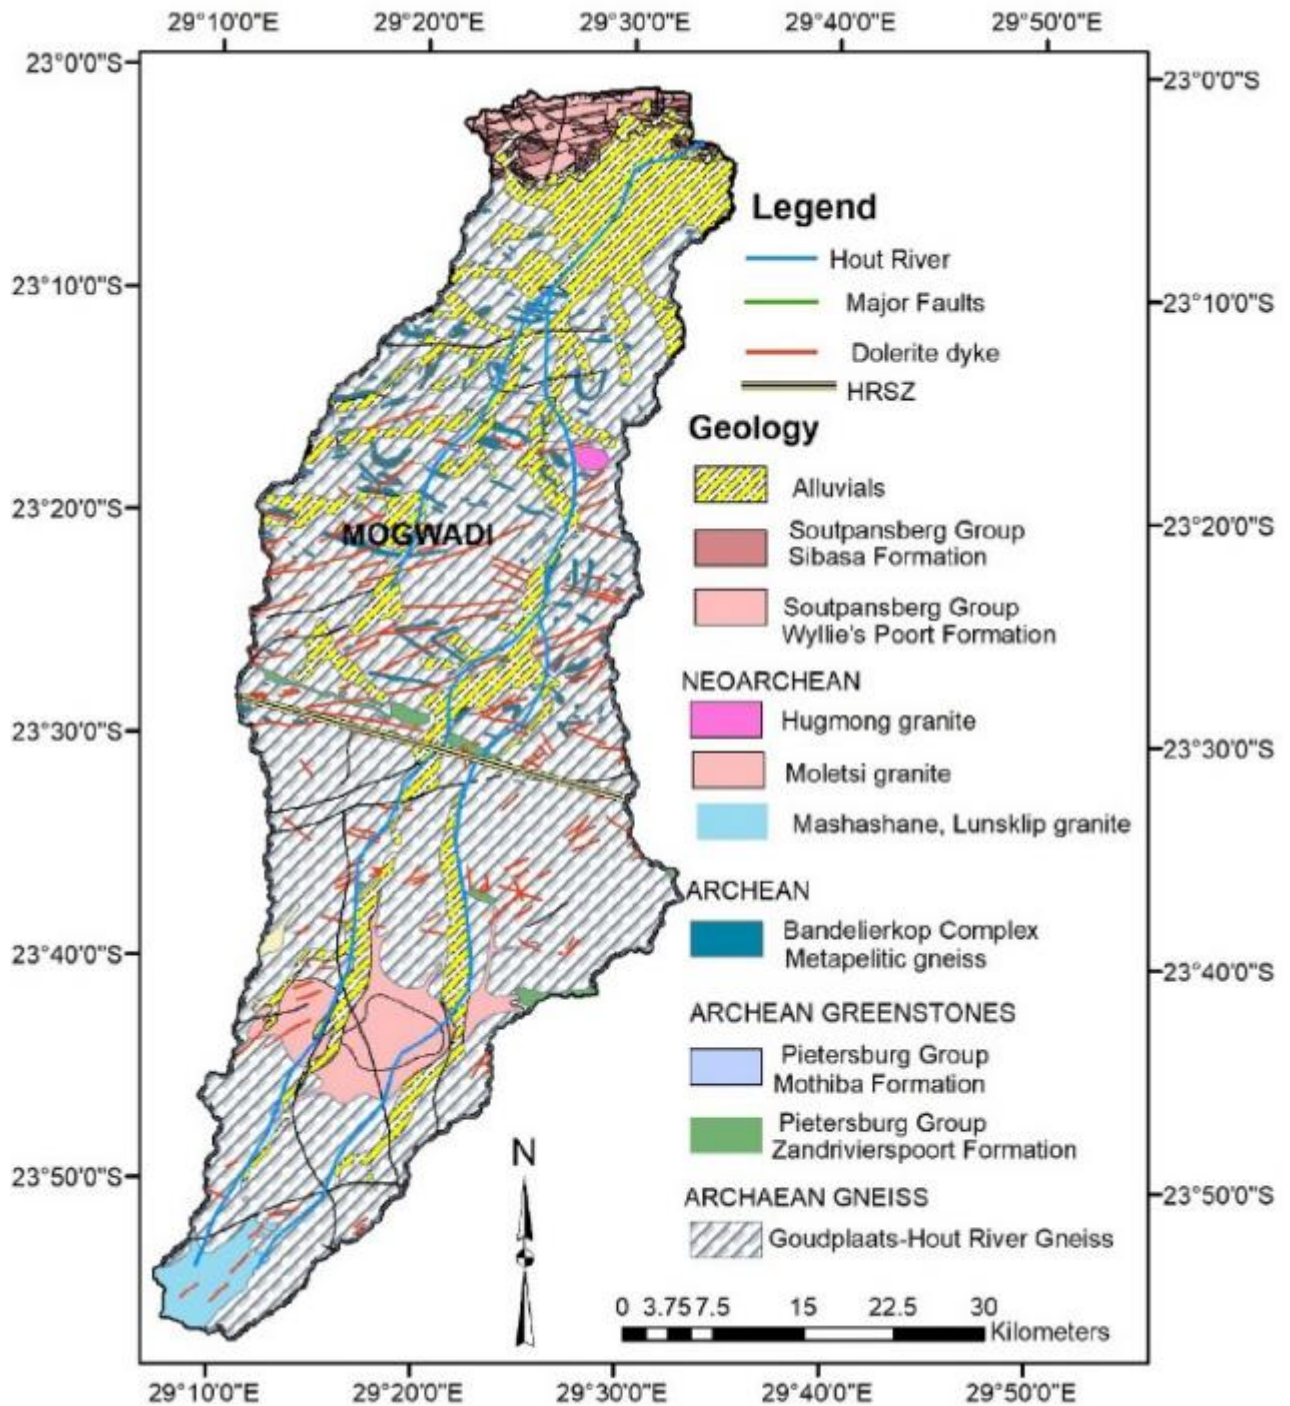 29°10'0"E 29°20'0"E 29°30'0"E 29°40'0"E 29°50'0"E
23°0'0"S
23°10'0"S
23°20'0"S
23°30'0"S
23°40'0"S
23°50'0"S
MOGWADI
Legend
Hout River
Major Faults
Dolerite dyke
HRSZ
Geology
Alluvials
Soutpansberg Group
Sibasa Formation
Soutpansberg Group
Wyllie's Poort Formation
NEOARCHEAN
Hugmong granite
Moletsi granite
Mashashane, Lunsklip granite
ARCHEAN
Bandelierkop Complex
Metapelitic gneiss
ARCHEAN GREENSTONES
Pietersburg Group
Mothiba Formation
Pietersburg Group
Zandrivierspoort Formation
ARCHAEAN GNEISS
Goudplaats-Hout River Gneiss
N
0 3.75 7.5 15 22.5 30
Kilometers
23°0'0"S
23°10'0"S
23°20'0"S
23°30'0"S
23°40'0"S
23°50'0"S
29°10'0"E 29°20'0"E 29°30'0"E 29°40'0"E 29°50'0"E